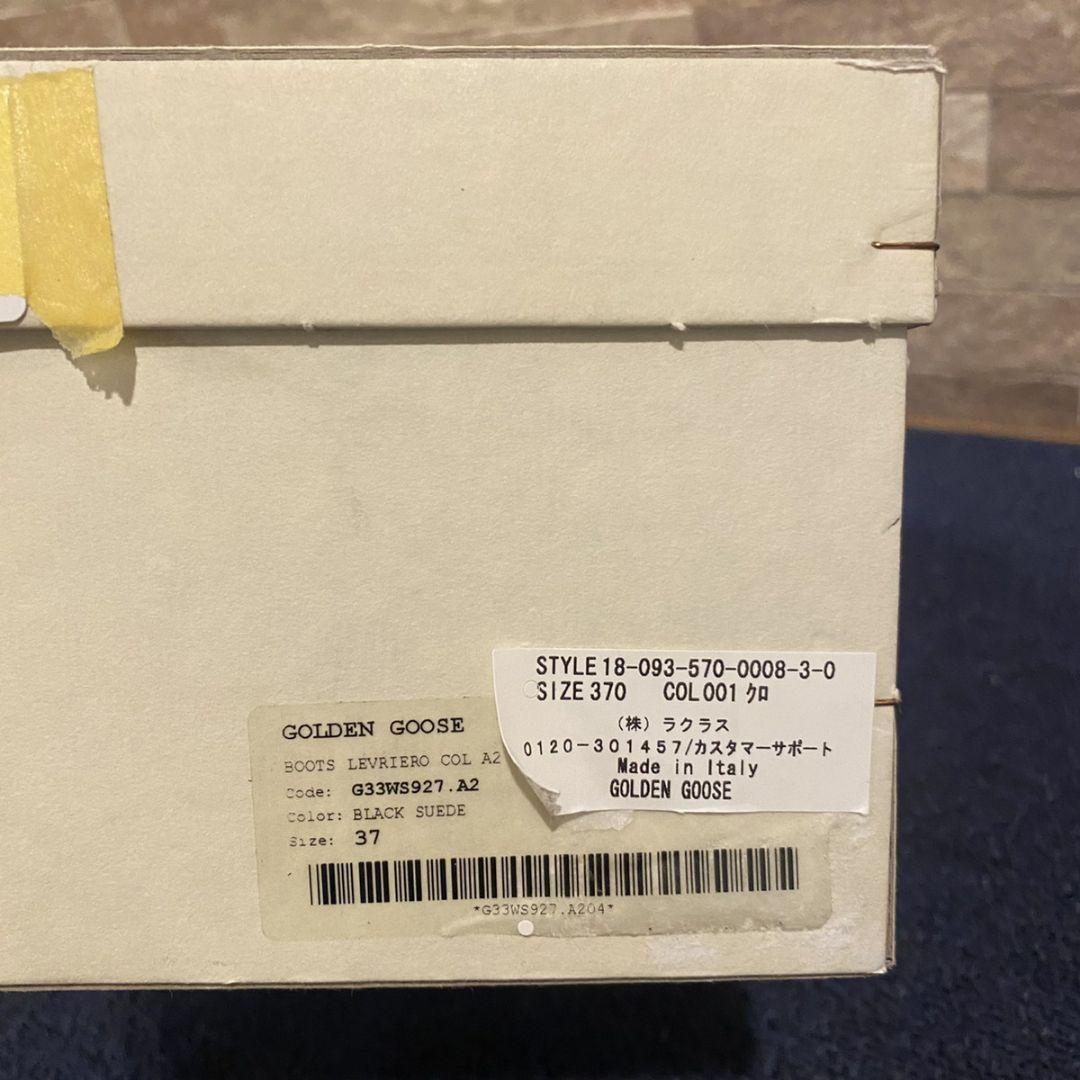 STYLE 18-093-570-0008-3-0
SIZE 370 COL 001 クロ
(株) ラクラス
0120-301457/カスタマーサポート
Made in Italy
GOLDEN GOOSE
GOLDEN GOOSE
BOOTS LEVRIERO COL A2
Code: G33WS927.A2
Color: BLACK SUEDE
Size: 37
*G33WS927.A204*